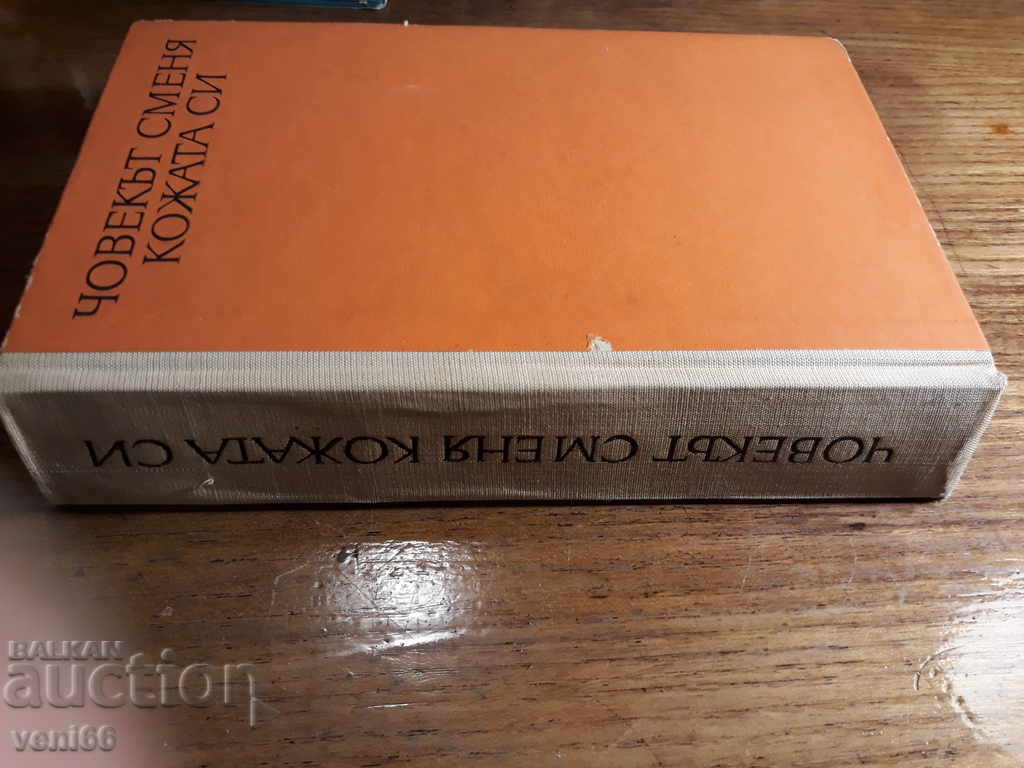 ЧОВЕКЪТ СМЕНЯ
КОЖАТА СИ
ЧОВЕКЪТ СМЕНЯ КОЖАТА СИ
BALKAN
auction
veni66